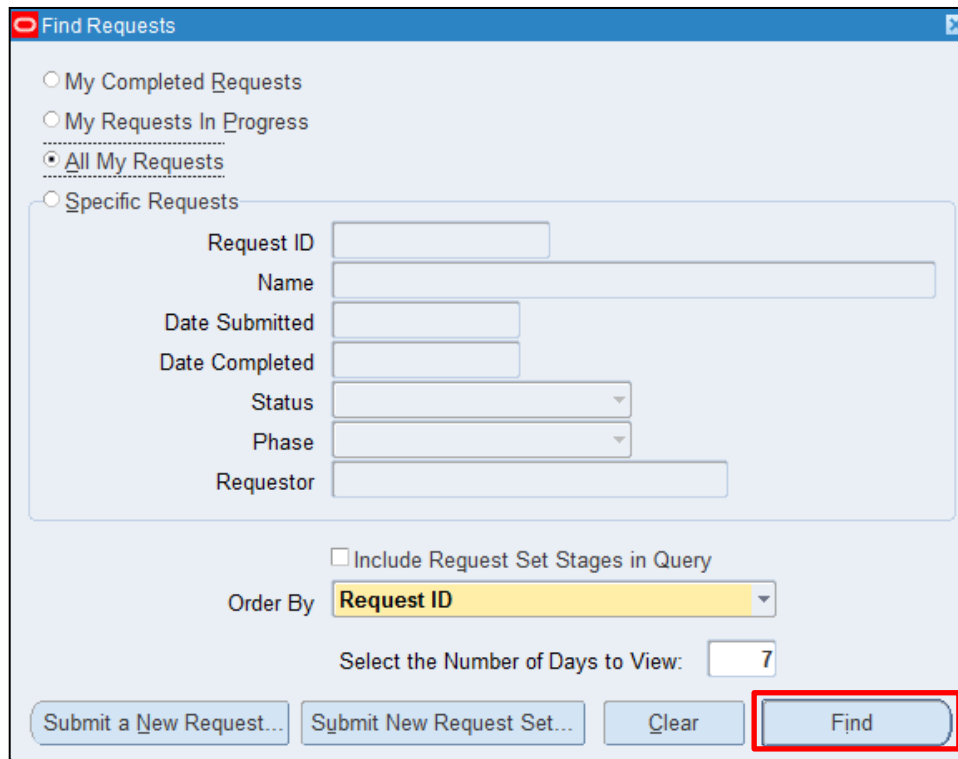 Find Requests
My Completed Requests
My Requests In Progress
All My Requests
Specific Requests
Request ID
Name
Date Submitted
Date Completed
Status
Phase
Requestor
Include Request Set Stages in Query
Order By Request ID
Select the Number of Days to View: 7
Submit a New Request... Submit New Request Set... Clear Find